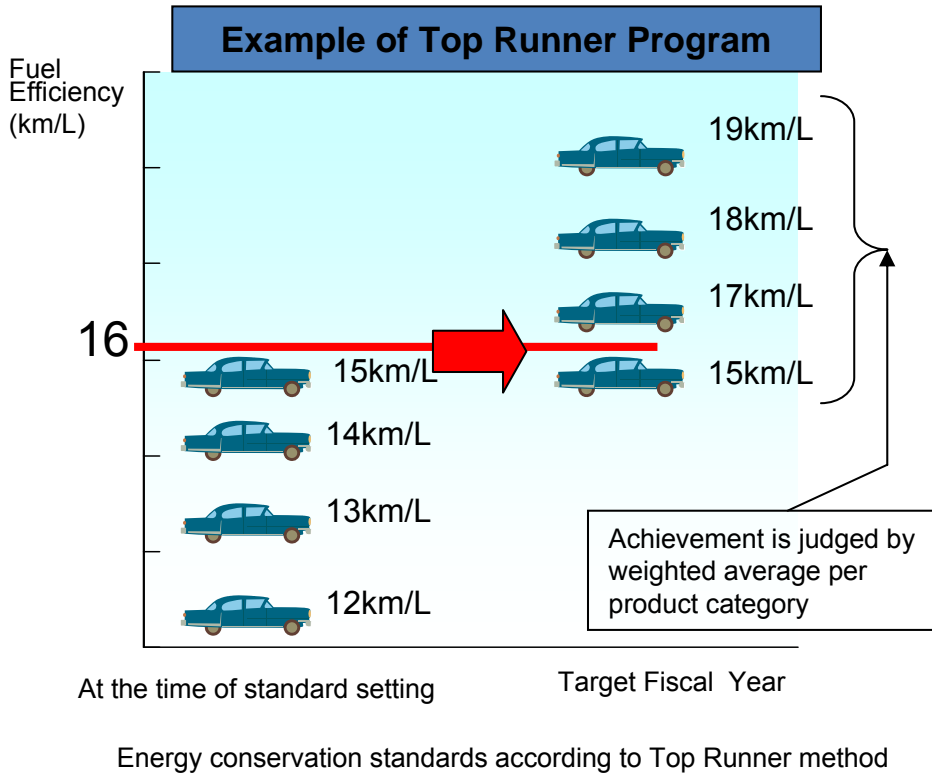 Example of Top Runner Program
Fuel
Efficiency
(km/L)
19km/L
18km/L
17km/L
16
15km/L
15km/L
14km/L
13km/L
12km/L
Achievement is judged by
weighted average per
product category
At the time of standard setting
Target Fiscal Year
Energy conservation standards according to Top Runner method